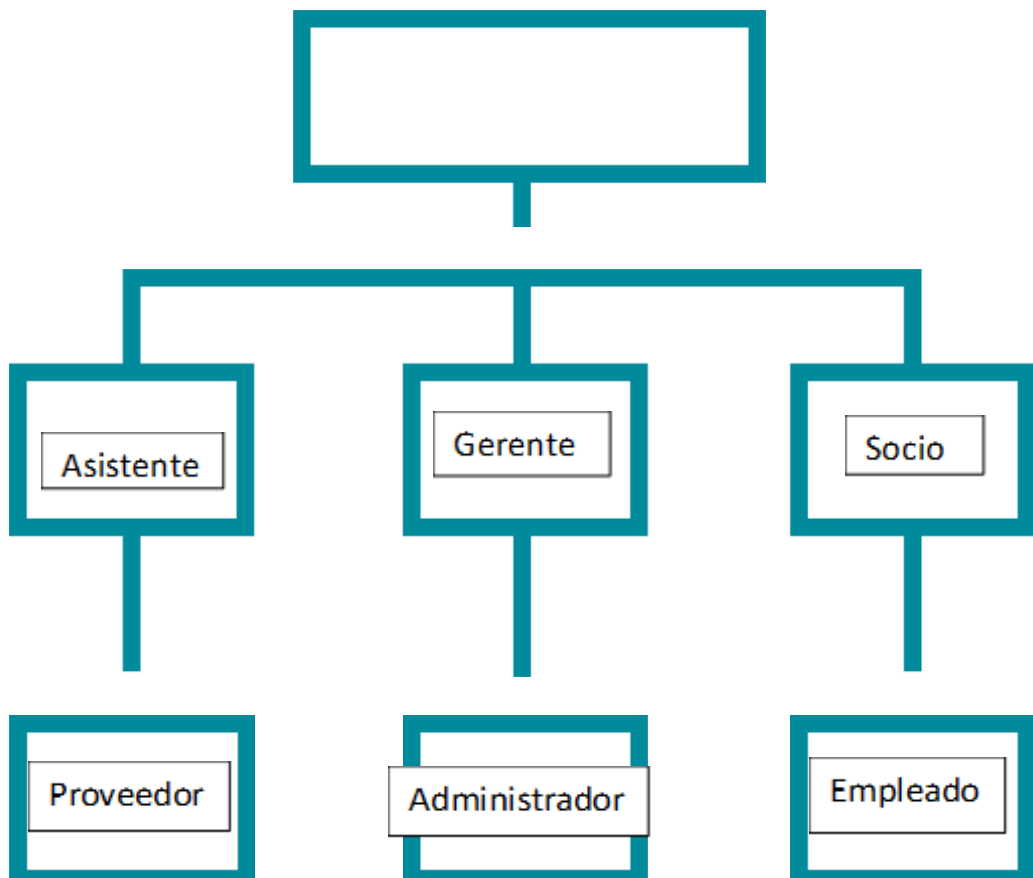 Asistente
Gerente
Socio
Proveedor
Administrador
Empleado